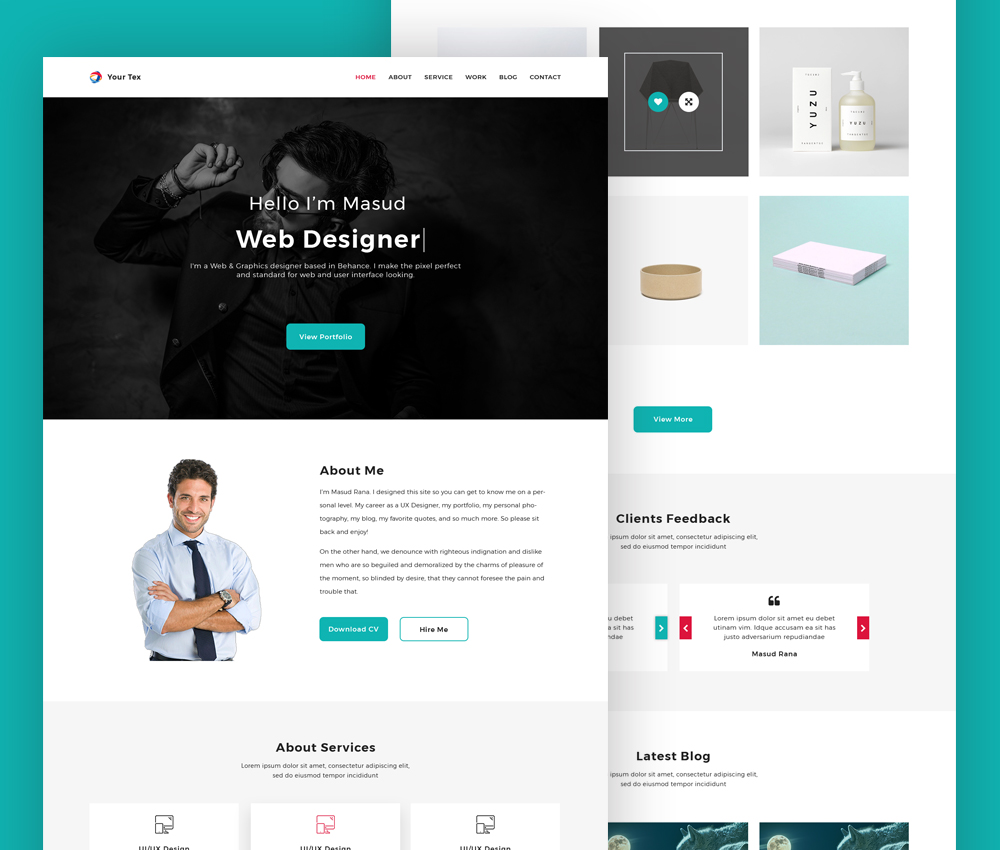 Your Tex
HOME ABOUT SERVICE WORK BLOG CONTACT
Hello I'm Masud
Web Designer
I'm a Web & Graphics designer based in Behance. I make the pixel perfect
and standard for web and user interface looking.
View Portfolio
About Me
I'm Masud Rana. I designed this site so you can get to know me on a per-
sonal level. My career as a UX Designer, my portfolio, my personal pho-
tography, my blog, my favorite quotes, and so much more. So please sit
back and enjoy!
On the other hand, we denounce with righteous indignation and dislike
men who are so beguiled and demoralized by the charms of pleasure of
the moment, so blinded by desire, that they cannot foresee the pain and
trouble that.
Download CV
Hire Me
About Services
Lorem ipsum dolor sit amet, consectetur adipiscing elit,
sed do eiusmod tempor incididunt
UI/UX Design
UI/UX Design
UI/UX Design
YUZU
YUZU
View More
Clients Feedback
ipsum dolor sit amet, consectetur adipiscing elit,
sed do eiusmod tempor incididunt
u debet
a sit has
ndae
Lorem ipsum dolor sit amet, eu debet
utinam vim. Idque accusam ea sit has
justo adversarium repudiandae
Masud Rana
Latest Blog
ipsum dolor sit amet, consectetur adipiscing elit,
sed do eiusmod tempor incididunt